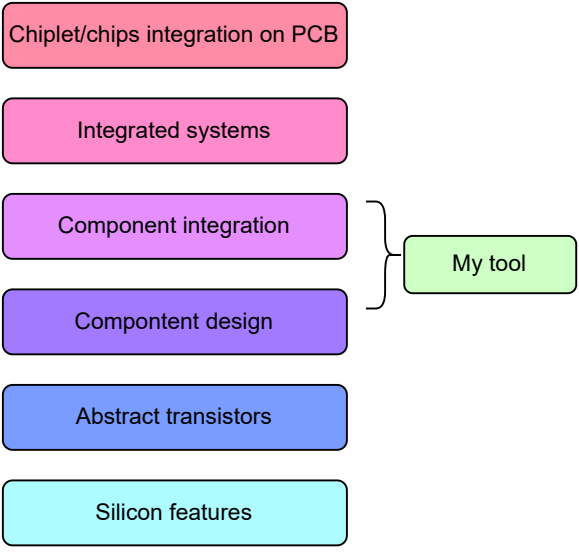 Chiplet/chips integration on PCB
Integrated systems
Component integration
My tool
Compontent design
Abstract transistors
Silicon features